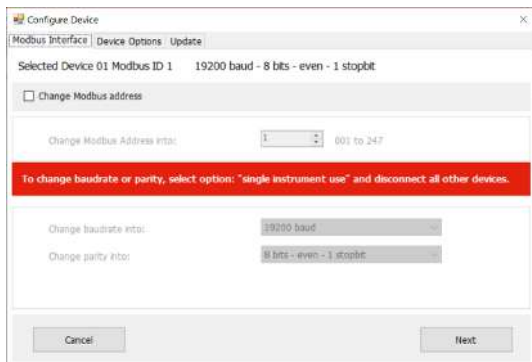 Configure Device
Modbus Interface Device Options Update
Selected Device 01 Modbus ID 1 19200 baud - 8 bits - even - 1 stopbit
Change Modbus address
Change Modbus Address into: 1 001 to 247
To change baudrate or parity, select option: "single instrument use" and disconnect all other devices.
Change baudrate into: 19200 baud
Change parity into: 8 bits - even - 1 stopbit
Cancel Next